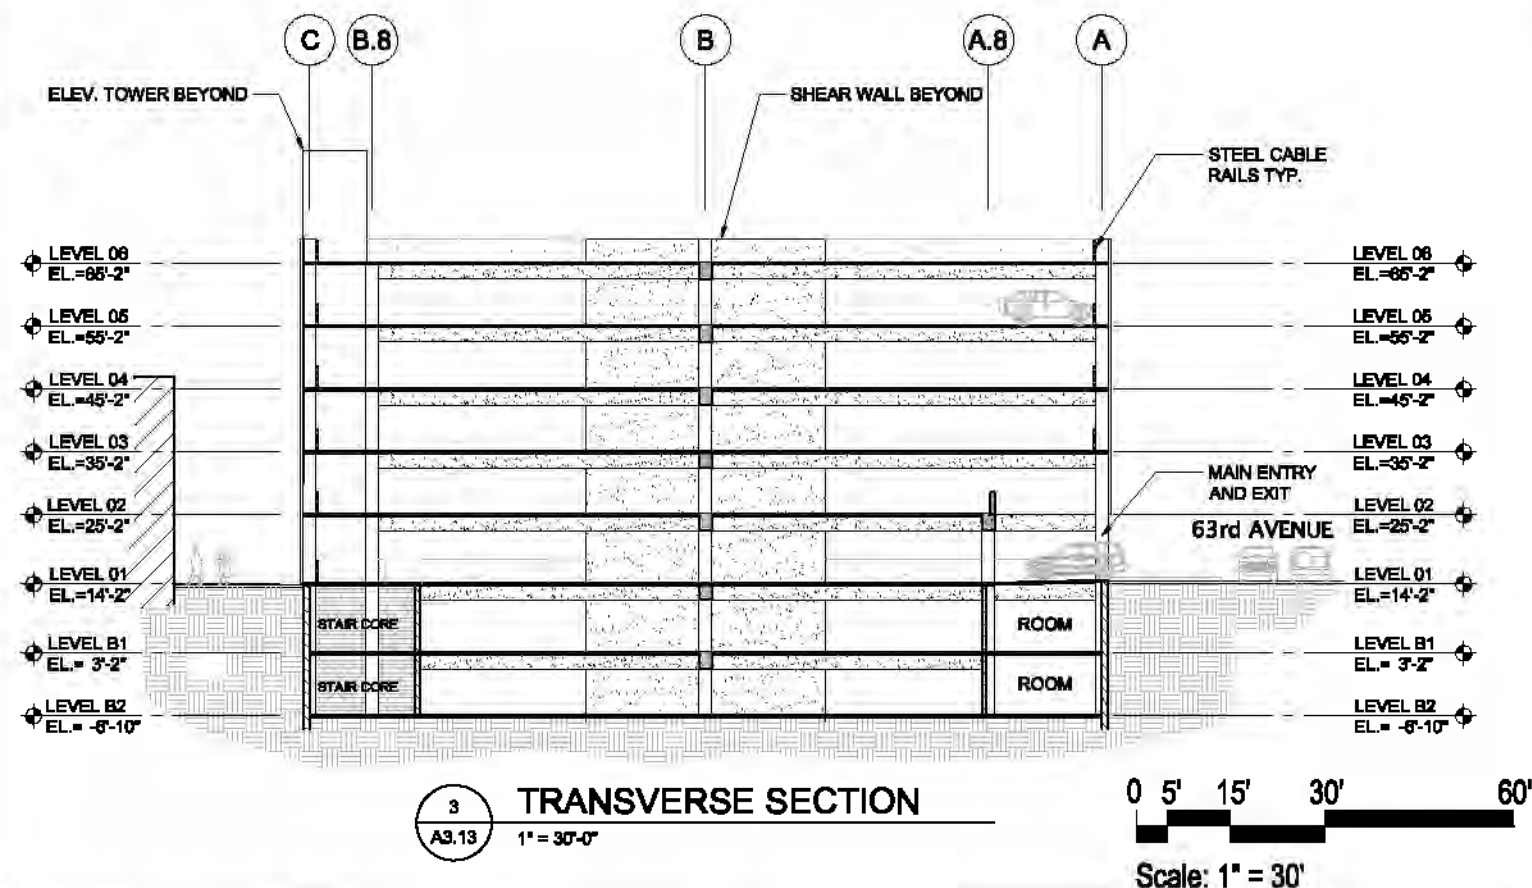 C B.8 B A.8 A
ELEV. TOWER BEYOND
SHEAR WALL BEYOND
STEEL CABLE
RAILS TYP.
LEVEL 06
EL.=65'-2"
LEVEL 06
EL.=65'-2"
LEVEL 05
EL.=55'-2"
LEVEL 05
EL.=55'-2"
LEVEL 04
EL.=45'-2"
LEVEL 04
EL.=45'-2"
LEVEL 03
EL.=35'-2"
LEVEL 03
EL.=35'-2"
MAIN ENTRY
AND EXIT
LEVEL 02
EL.=25'-2"
63rd AVENUE
LEVEL 02
EL.=25'-2"
LEVEL 01
EL.=14'-2"
LEVEL 01
EL.=14'-2"
STAIR CORE
ROOM
LEVEL B1
EL.= 3'-2"
LEVEL B1
EL.= 3'-2"
STAIR CORE
ROOM
LEVEL B2
EL.= -6'-10"
LEVEL B2
EL.= -6'-10"
3
A3.13
TRANSVERSE SECTION
1" = 30'-0"
0 5' 15' 30' 60'
Scale: 1" = 30'